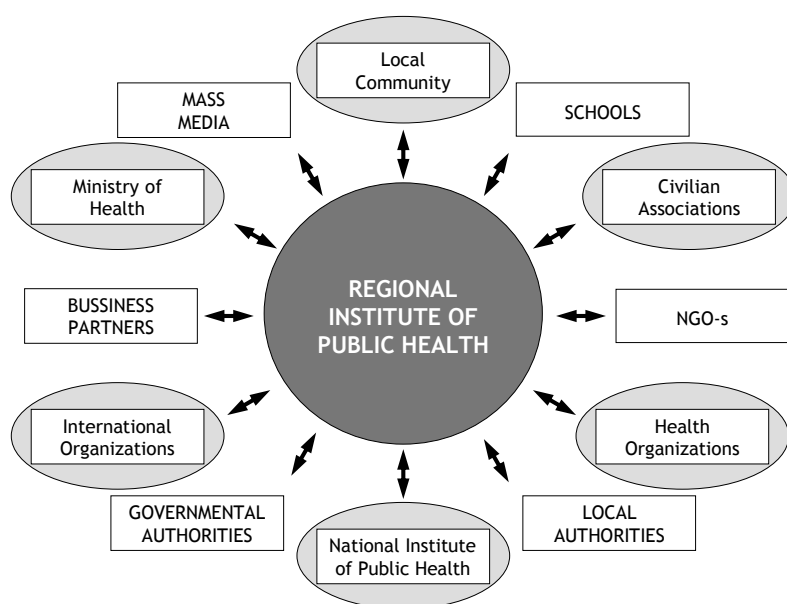 Local
Community
MASS
MEDIA
SCHOOLS
Ministry of
Health
Civilian
Associations
REGIONAL
INSTITUTE OF
PUBLIC HEALTH
BUSSINESS
PARTNERS
NGO-s
International
Organizations
Health
Organizations
GOVERNMENTAL
AUTHORITIES
LOCAL
AUTHORITIES
National Institute
of Public Health